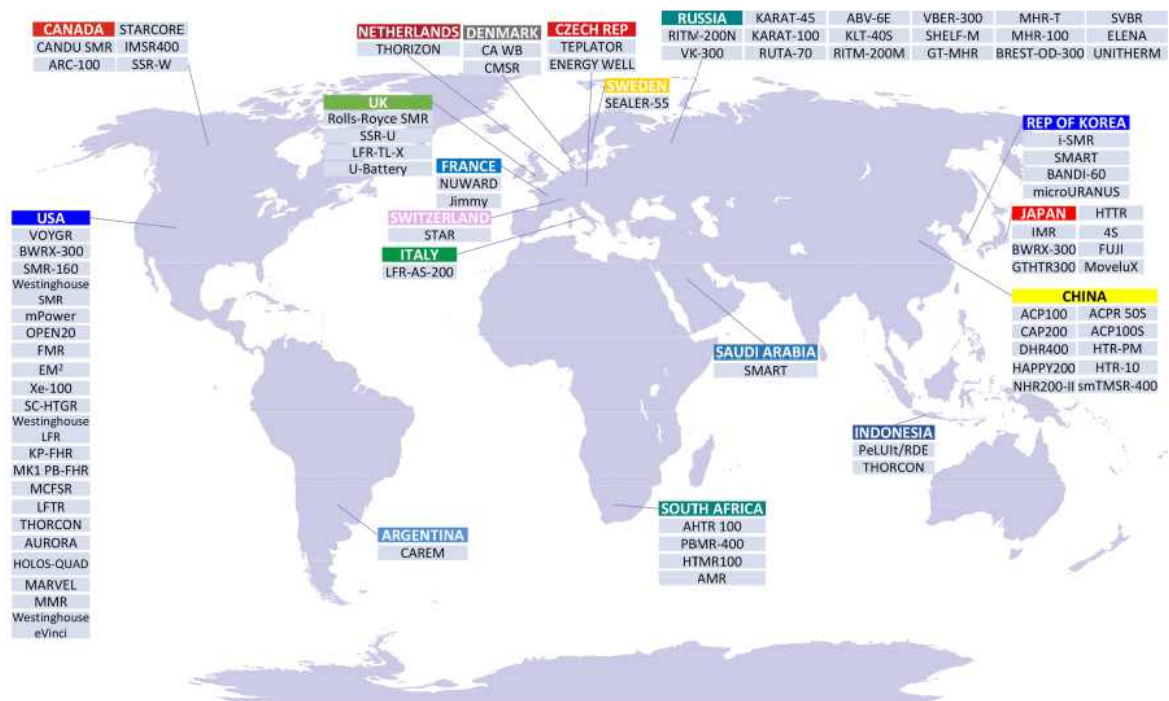 CANADA STARCORE
CANDU SMR IMSR400
ARC-100 SSR-W
NETHERLANDS
THORIZON
DENMARK
CA WB
CMSR
CZECH REP
TEPLATOR
ENERGY WELL
RUSSIA KARAT-45 ABV-6E VBER-300 MHR-T SVBR
RITM-200N KARAT-100 KLT-40S SHELF-M MHR-100 ELENA
VK-300 RUTA-70 RITM-200M GT-MHR BREST-OD-300 UNITHERM
SWEDEN
SEALER-55
UK
Rolls-Royce SMR
SSR-U
LFR-TL-X
U-Battery
FRANCE
NUWARD
Jimmy
SWITZERLAND
STAR
ITALY
LFR-AS-200
REP OF KOREA
i-SMR
SMART
BANDI-60
microURANUS
JAPAN HTTR
IMR 4S
BWRX-300 FUJI
GTHTR300 MoveluX
CHINA
ACP100 ACPR 50S
CAP200 ACP100S
DHR400 HTR-PM
HAPPY200 HTR-10
NHR200-II smTMSR-400
USA
VOYGR
BWRX-300
SMR-160
Westinghouse
SMR
mPower
OPEN20
FMR
EM²
Xe-100
SC-HTGR
Westinghouse
LFR
KP-FHR
MK1 PB-FHR
MCFSR
LFTR
THORCON
AURORA
HOLOS-QUAD
MARVEL
MMR
Westinghouse
eVinci
SAUDI ARABIA
SMART
INDONESIA
PeLUIt/RDE
THORCON
SOUTH AFRICA
AHTR 100
PBMR-400
HTMR100
AMR
ARGENTINA
CAREM